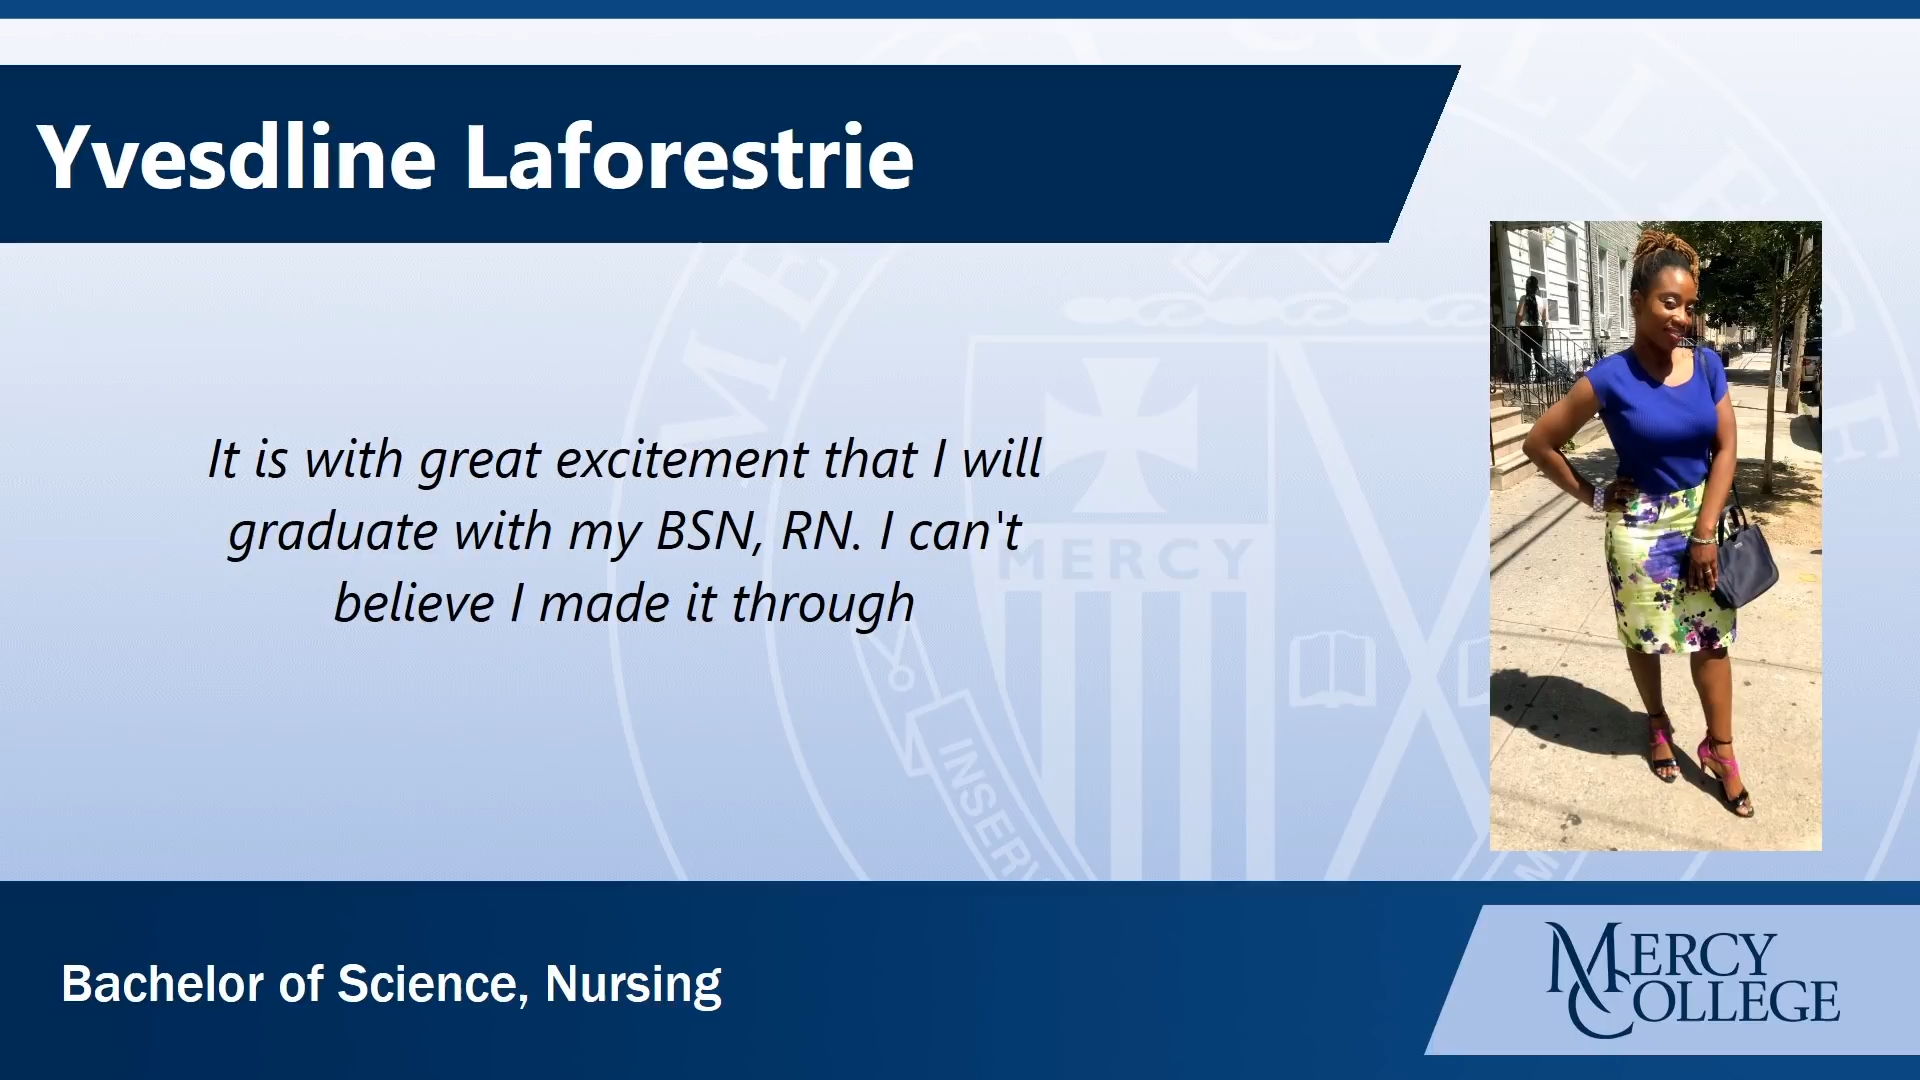 Yvesdline Laforestrie
It is with great excitement that I will
graduate with my BSN, RN. I can't
believe I made it through
MERCY
Bachelor of Science, Nursing
MERCY
COLLEGE